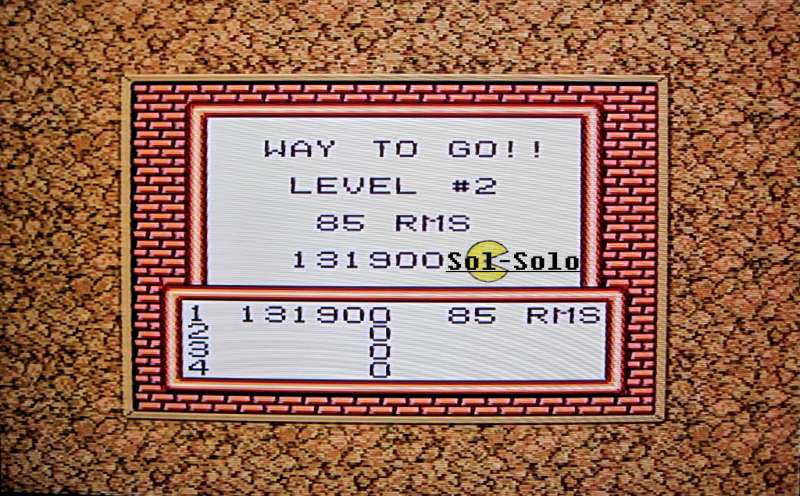 WAY TO GO!!
LEVEL #2
85 RMS
131900
Sol-Solo
1 131900 85 RMS
2 0
3 0
4 0